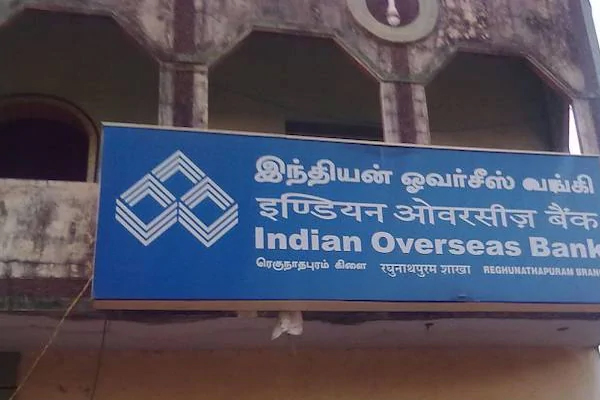 இந்தியன் ஓவர்சீஸ் வங்கி
इण्डियन ओवरसीज़ बैंक
Indian Overseas Bank
ரெகுநாதபுரம் கிளை रघुनाथपुरम शाखा REGHUNATHAPURAM BRAN